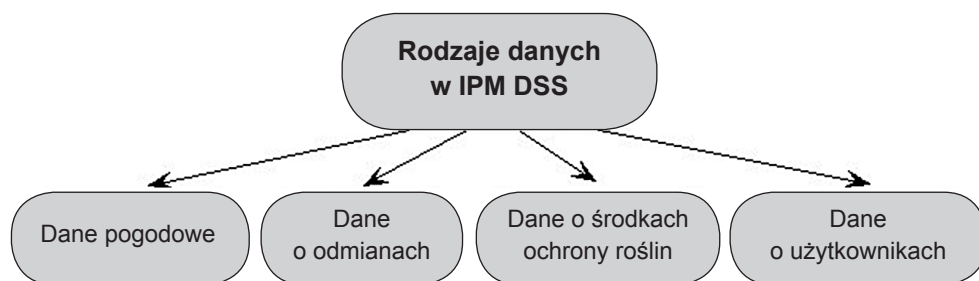 Rodzaje danych
w IPM DSS
Dane pogodowe
Dane
o odmianach
Dane o środkach
ochrony roślin
Dane
o użytkownikach